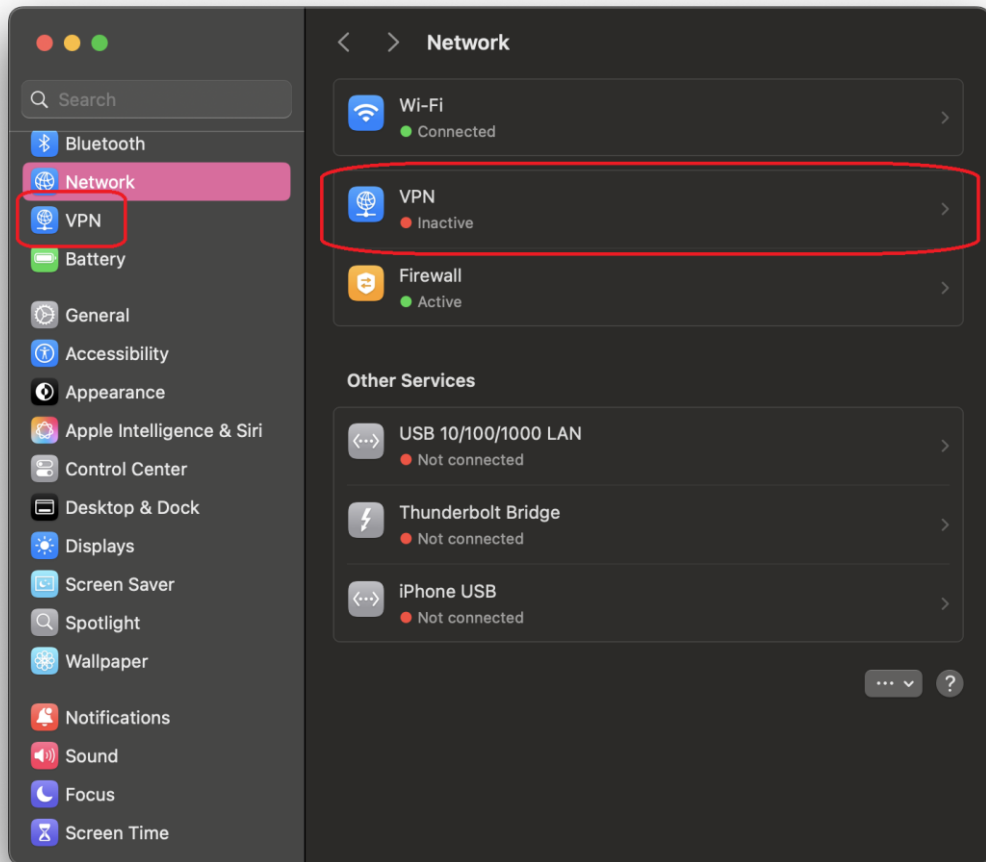 Search
Bluetooth
Network
VPN
Battery
General
Accessibility
Appearance
Apple Intelligence & Siri
Control Center
Desktop & Dock
Displays
Screen Saver
Spotlight
Wallpaper
Notifications
Sound
Focus
Screen Time
Network
Wi-Fi
Connected
VPN
Inactive
Firewall
Active
Other Services
USB 10/100/1000 LAN
Not connected
Thunderbolt Bridge
Not connected
iPhone USB
Not connected
?